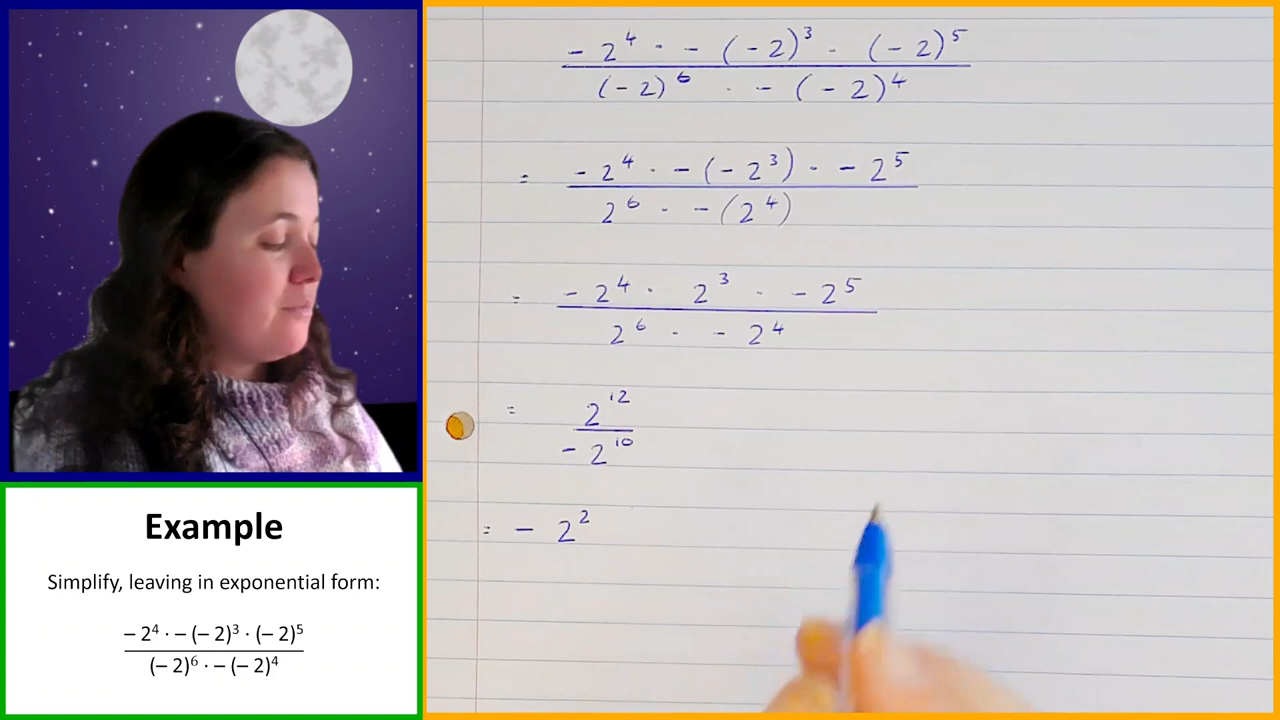 Example
Simplify, leaving in exponential form:
– 2⁴ · – (– 2)³ · (– 2)⁵
(– 2)⁶ · – (– 2)⁴
- 2⁴ · - (-2)³ · (-2)⁵
(-2)⁶ · - (-2)⁴
= - 2⁴ · - (-2³) · - 2⁵
2⁶ · - (2⁴)
= - 2⁴ · 2³ · - 2⁵
2⁶ · - 2⁴
= 2¹²
- 2¹⁰
= - 2²